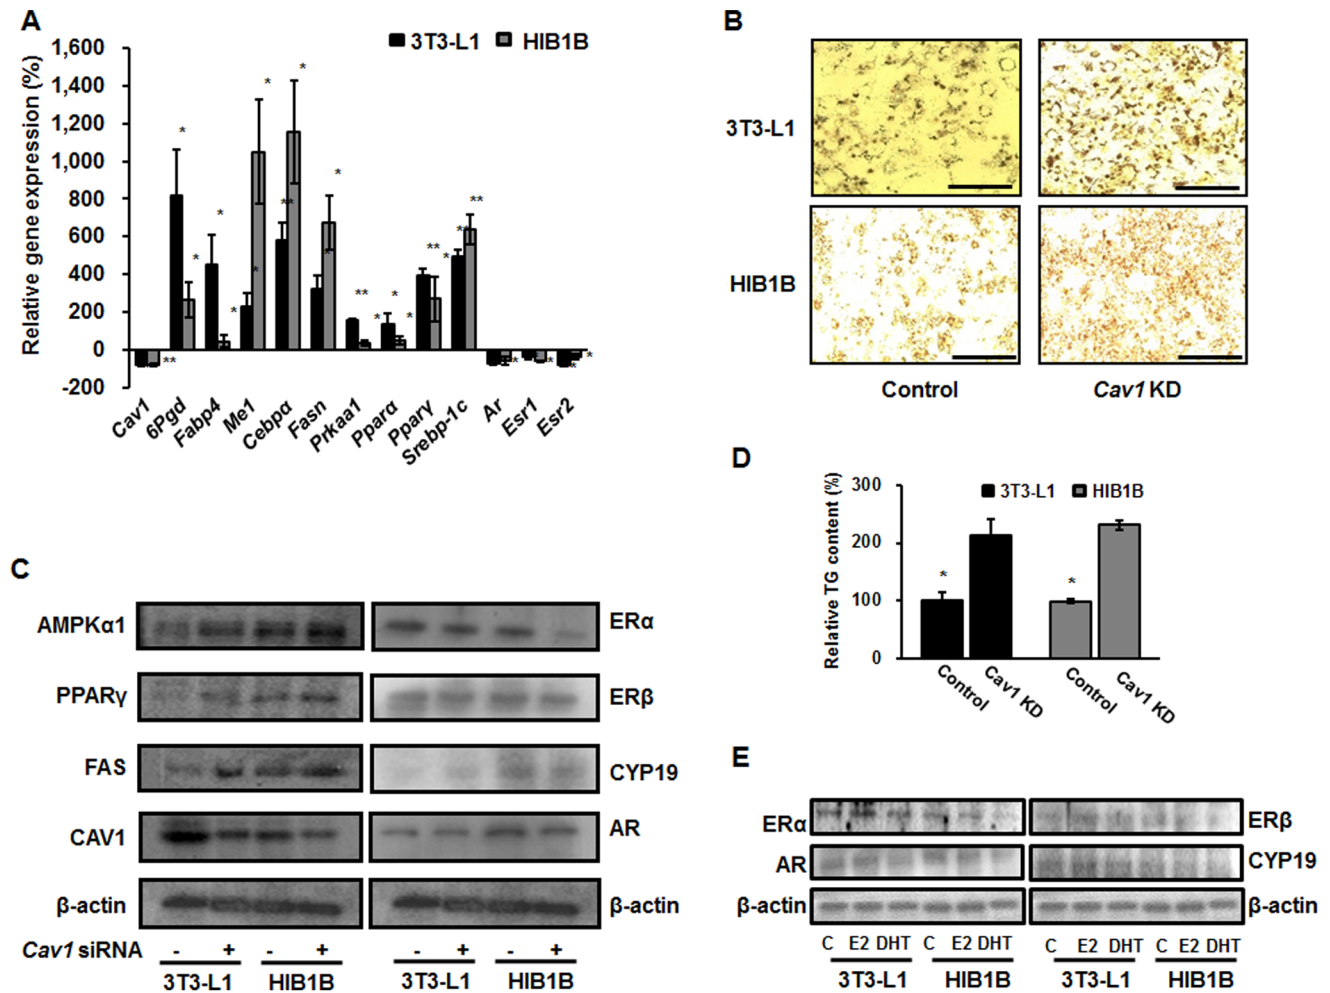 A
3T3-L1 HIB1B
Relative gene expression (%)
1,600
1,400
1,200
1,000
800
600
400
200
0
-200
Cav1 6Pgd Fabp4 Me1 Cebpα Fasn Prkaa1 Pparα Pparγ Srebp-1c Ar Esr1 Esr2
B
3T3-L1
HIB1B
Control Cav1 KD
C
AMPKα1 ERα
PPARγ ERβ
FAS CYP19
CAV1 AR
β-actin β-actin
Cav1 siRNA - + - + - + - +
3T3-L1 HIB1B 3T3-L1 HIB1B
D
3T3-L1 HIB1B
Relative TG content (%)
300
200
100
0
Control Cav1 KD Control Cav1 KD
E
ERα ERβ
AR CYP19
β-actin β-actin
C E2 DHT C E2 DHT C E2 DHT C E2 DHT
3T3-L1 HIB1B 3T3-L1 HIB1B